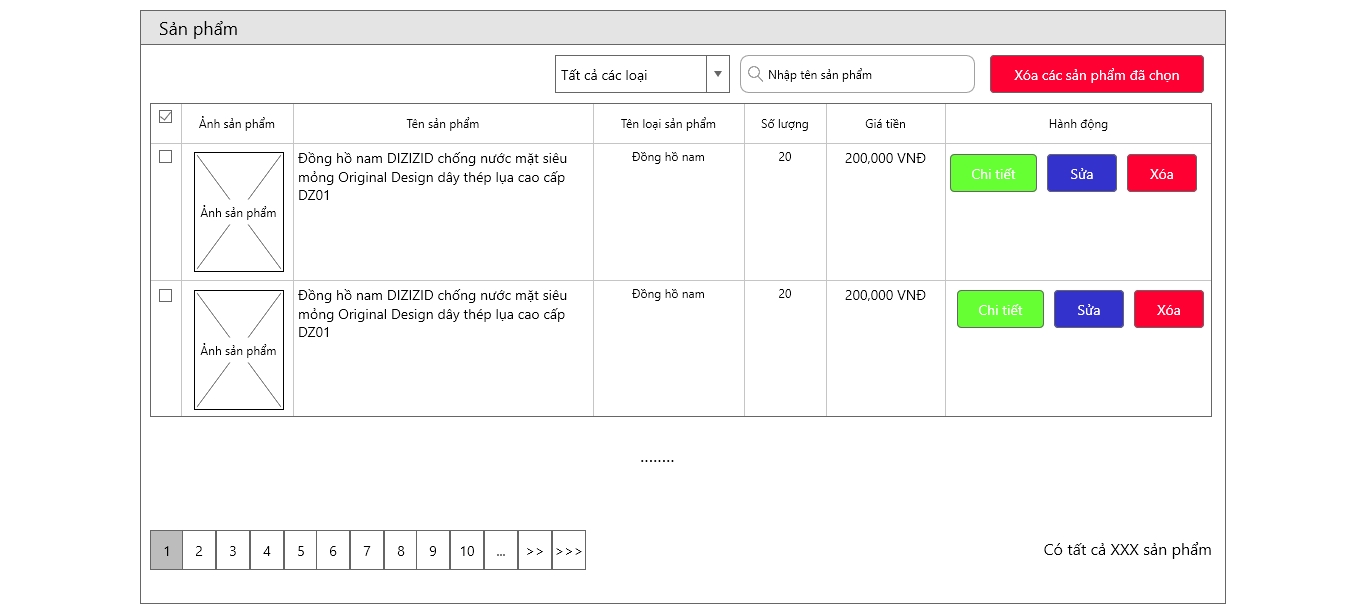 Sản phẩm
Tất cả các loại
Nhập tên sản phẩm
Xóa các sản phẩm đã chọn
Ảnh sản phẩm
Tên sản phẩm
Tên loại sản phẩm
Số lượng
Giá tiền
Hành động
Ảnh sản phẩm
Đồng hồ nam DIZIZID chống nước mặt siêu
mỏng Original Design dây thép lụa cao cấp
DZ01
Đồng hồ nam
20
200,000 VNĐ
Chi tiết
Sửa
Xóa
Ảnh sản phẩm
Đồng hồ nam DIZIZID chống nước mặt siêu
mỏng Original Design dây thép lụa cao cấp
DZ01
Đồng hồ nam
20
200,000 VNĐ
Chi tiết
Sửa
Xóa
........
1 2 3 4 5 6 7 8 9 10 ... >> >>>
Có tất cả XXX sản phẩm